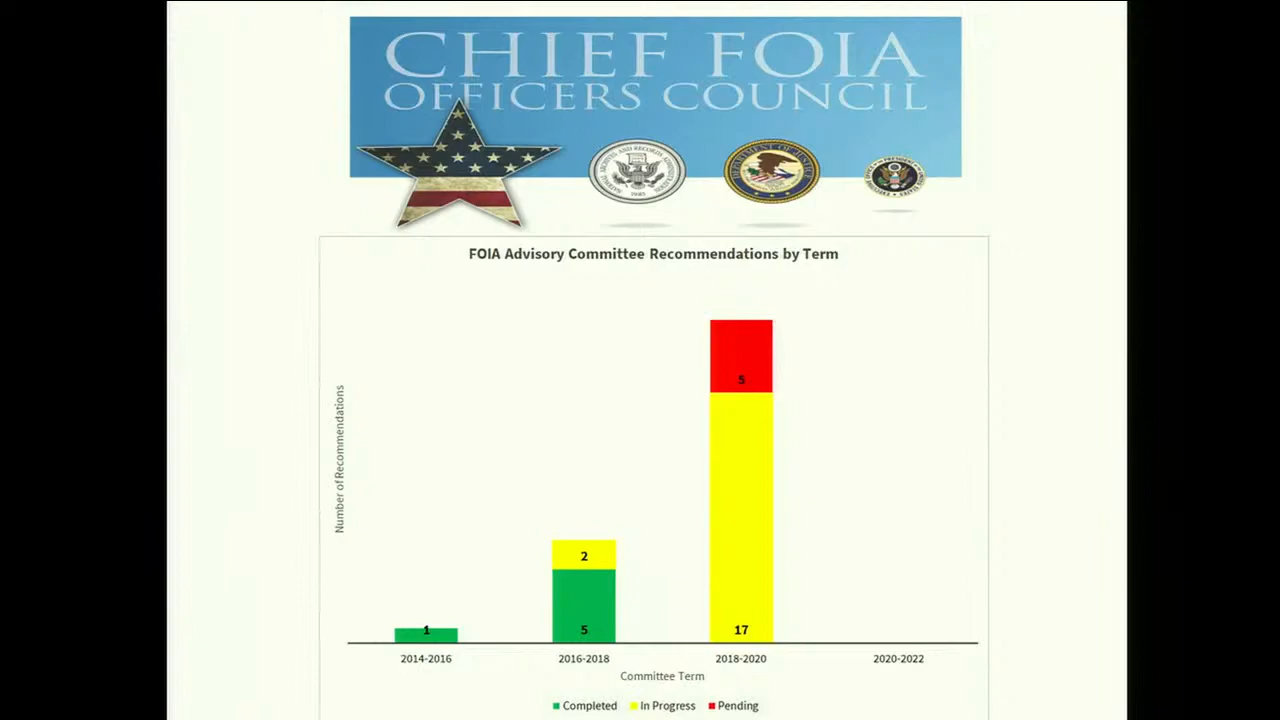 CHIEF FOIA
OFFICERS COUNCIL
FOIA Advisory Committee Recommendations by Term
Number of Recommendations
5
2
1
5
17
2014-2016
2016-2018
2018-2020
2020-2022
Committee Term
Completed
In Progress
Pending